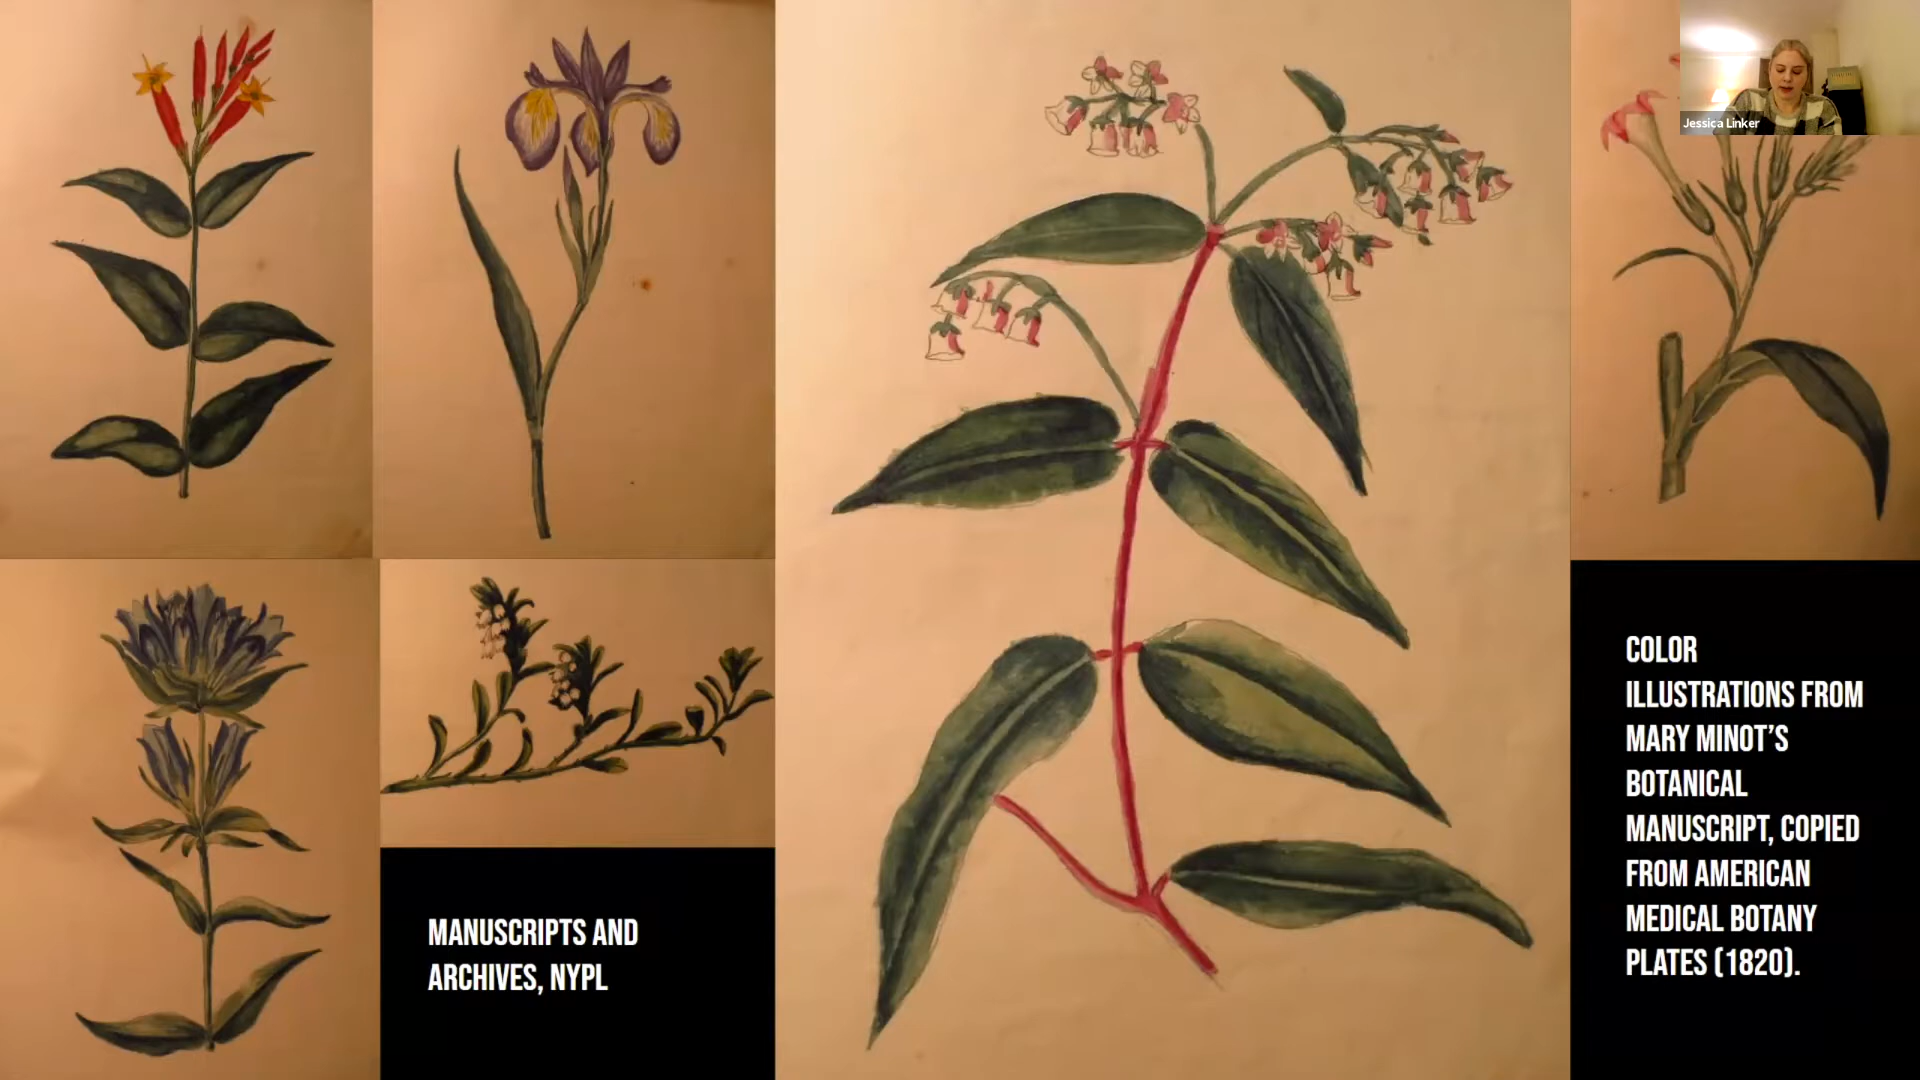 Jessica Linker
MANUSCRIPTS AND
ARCHIVES, NYPL
COLOR
ILLUSTRATIONS FROM
MARY MINOT’S
BOTANICAL
MANUSCRIPT, COPIED
FROM AMERICAN
MEDICAL BOTANY
PLATES (1820).